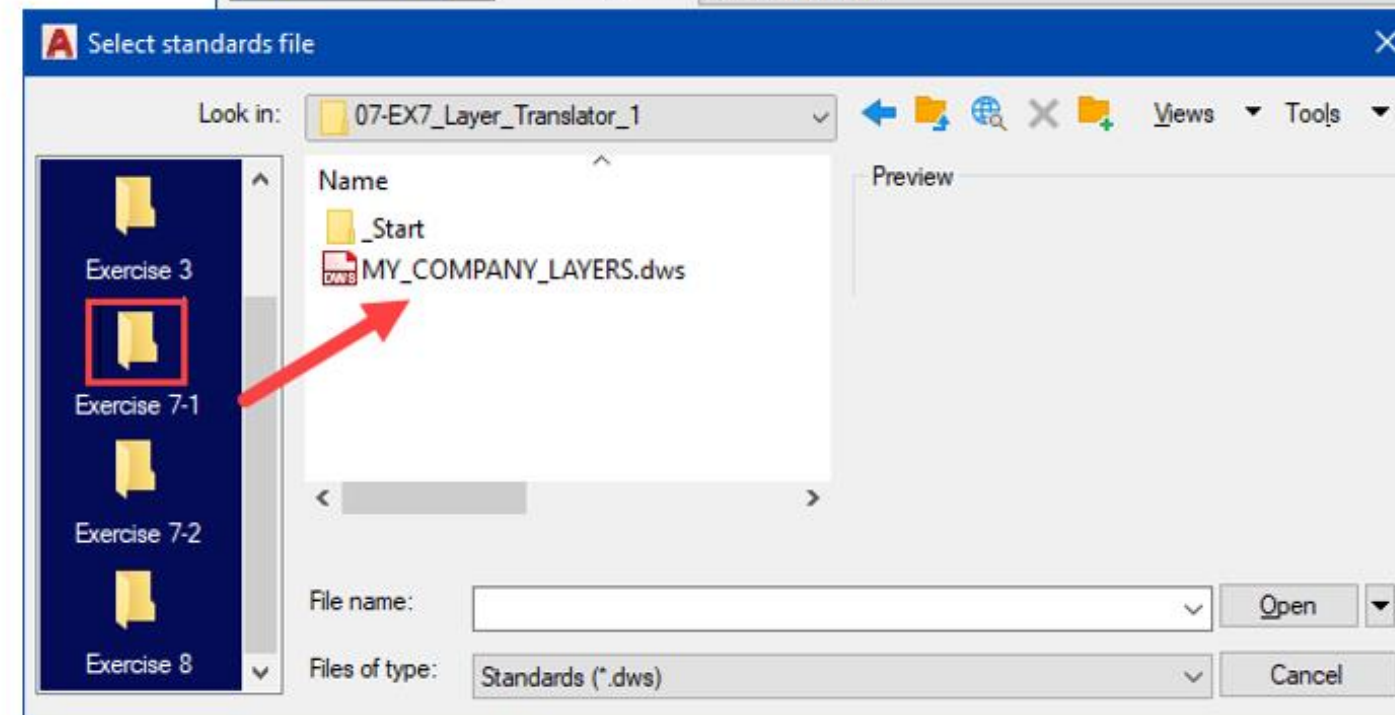 Select standards file
Look in: 07-EX7_Layer_Translator_1 Views Tools
Name
Preview
_Start
DWS MY_COMPANY_LAYERS.dws
Exercise 3
Exercise 7-1
Exercise 7-2
Exercise 8
File name: Open
Files of type: Standards (*.dws) Cancel